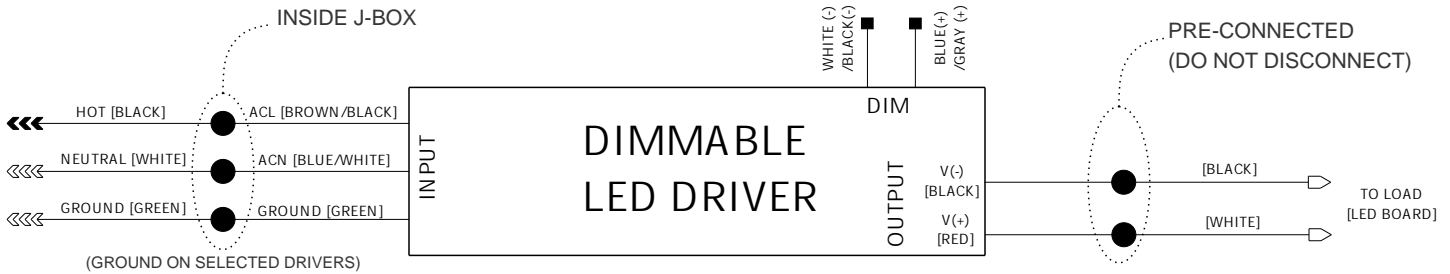 INSIDE J-BOX
WHITE (-)
/BLACK(-)
BLUE(+)
/GRAY (+)
PRE-CONNECTED
(DO NOT DISCONNECT)
HOT [BLACK]
ACL [BROWN/BLACK]
NEUTRAL [WHITE]
ACN [BLUE/WHITE]
GROUND [GREEN]
GROUND [GREEN]
(GROUND ON SELECTED DRIVERS)
INPUT
DIMMABLE
LED DRIVER
DIM
OUTPUT
V(-)
[BLACK]
V(+)
[RED]
[BLACK]
[WHITE]
TO LOAD
[LED BOARD]